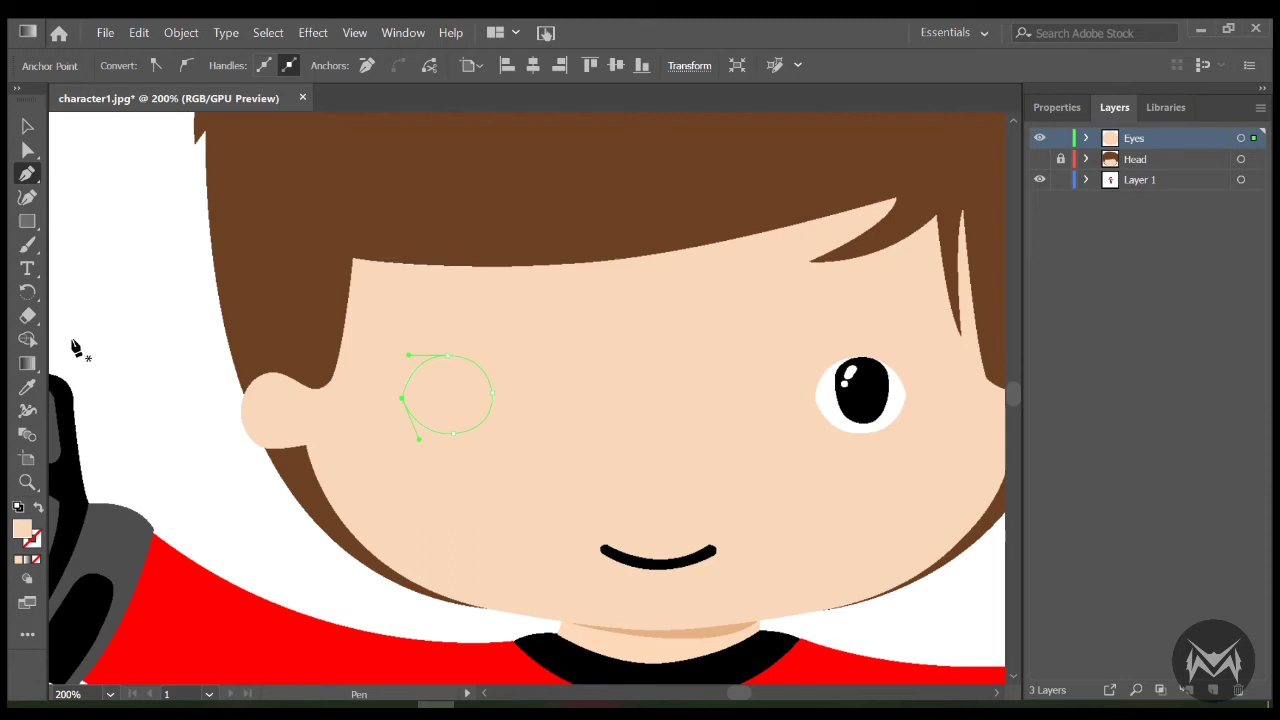 File Edit Object Type Select Effect View Window Help Essentials Search Adobe Stock
Anchor Point Convert: Handles: Anchors: Transform
character1.jpg* @ 200% (RGB/GPU Preview)
Properties Layers Libraries
Eyes
Head
Layer 1
200% 1 Pen 3 Layers